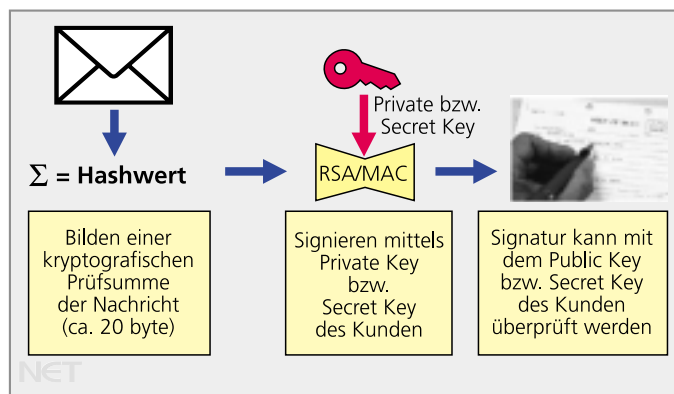 Private bzw.
Secret Key
Σ = Hashwert
RSA/MAC
Bilden einer
kryptografischen
Prüfsumme
der Nachricht
(ca. 20 byte)
Signieren mittels
Private Key
bzw.
Secret Key
des Kunden
Signatur kann mit
dem Public Key
bzw. Secret Key
des Kunden
überprüft werden
NET